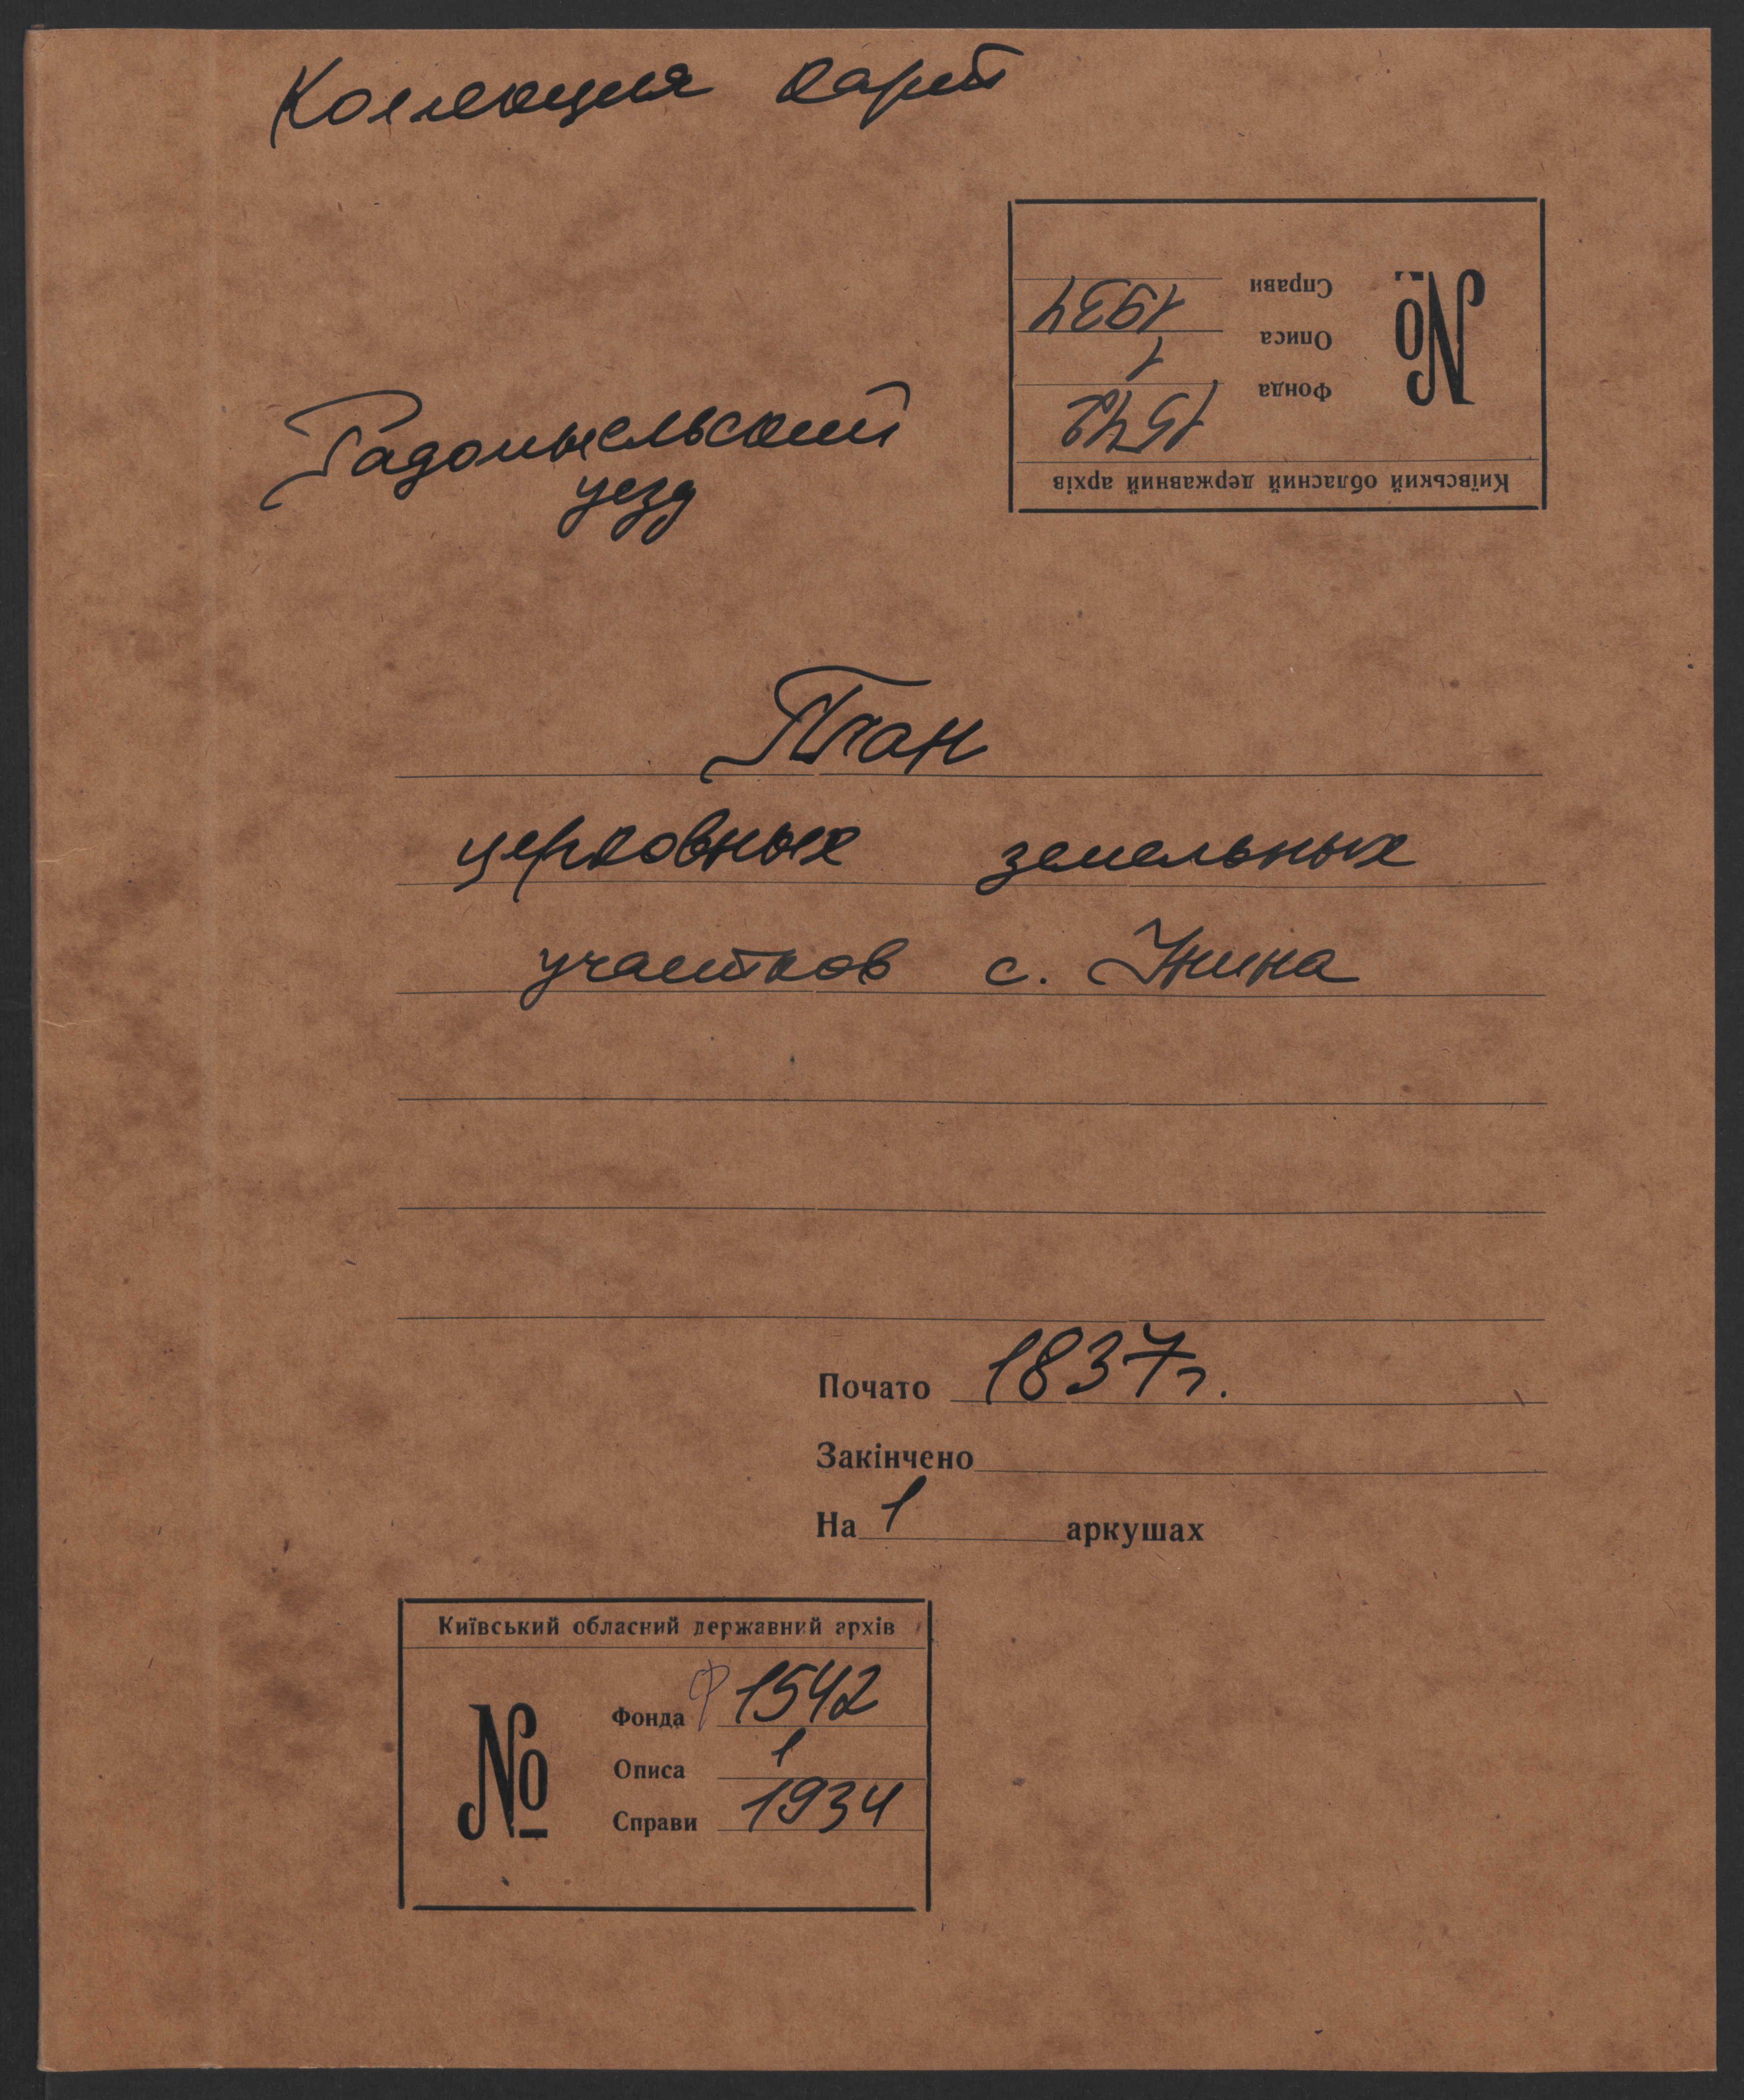 Коллекция карт
Київський обласний державний архів
№
Фонда 1542
Описа 1
Справи 1934
Радомысльский
уезд
План
церковных земельных
участков с. Унина
Почато 1837 г.
Закінчено
На 1 аркушах
Київський обласний державний архів
№
Фонда ф 1542
Описа 1
Справи 1934